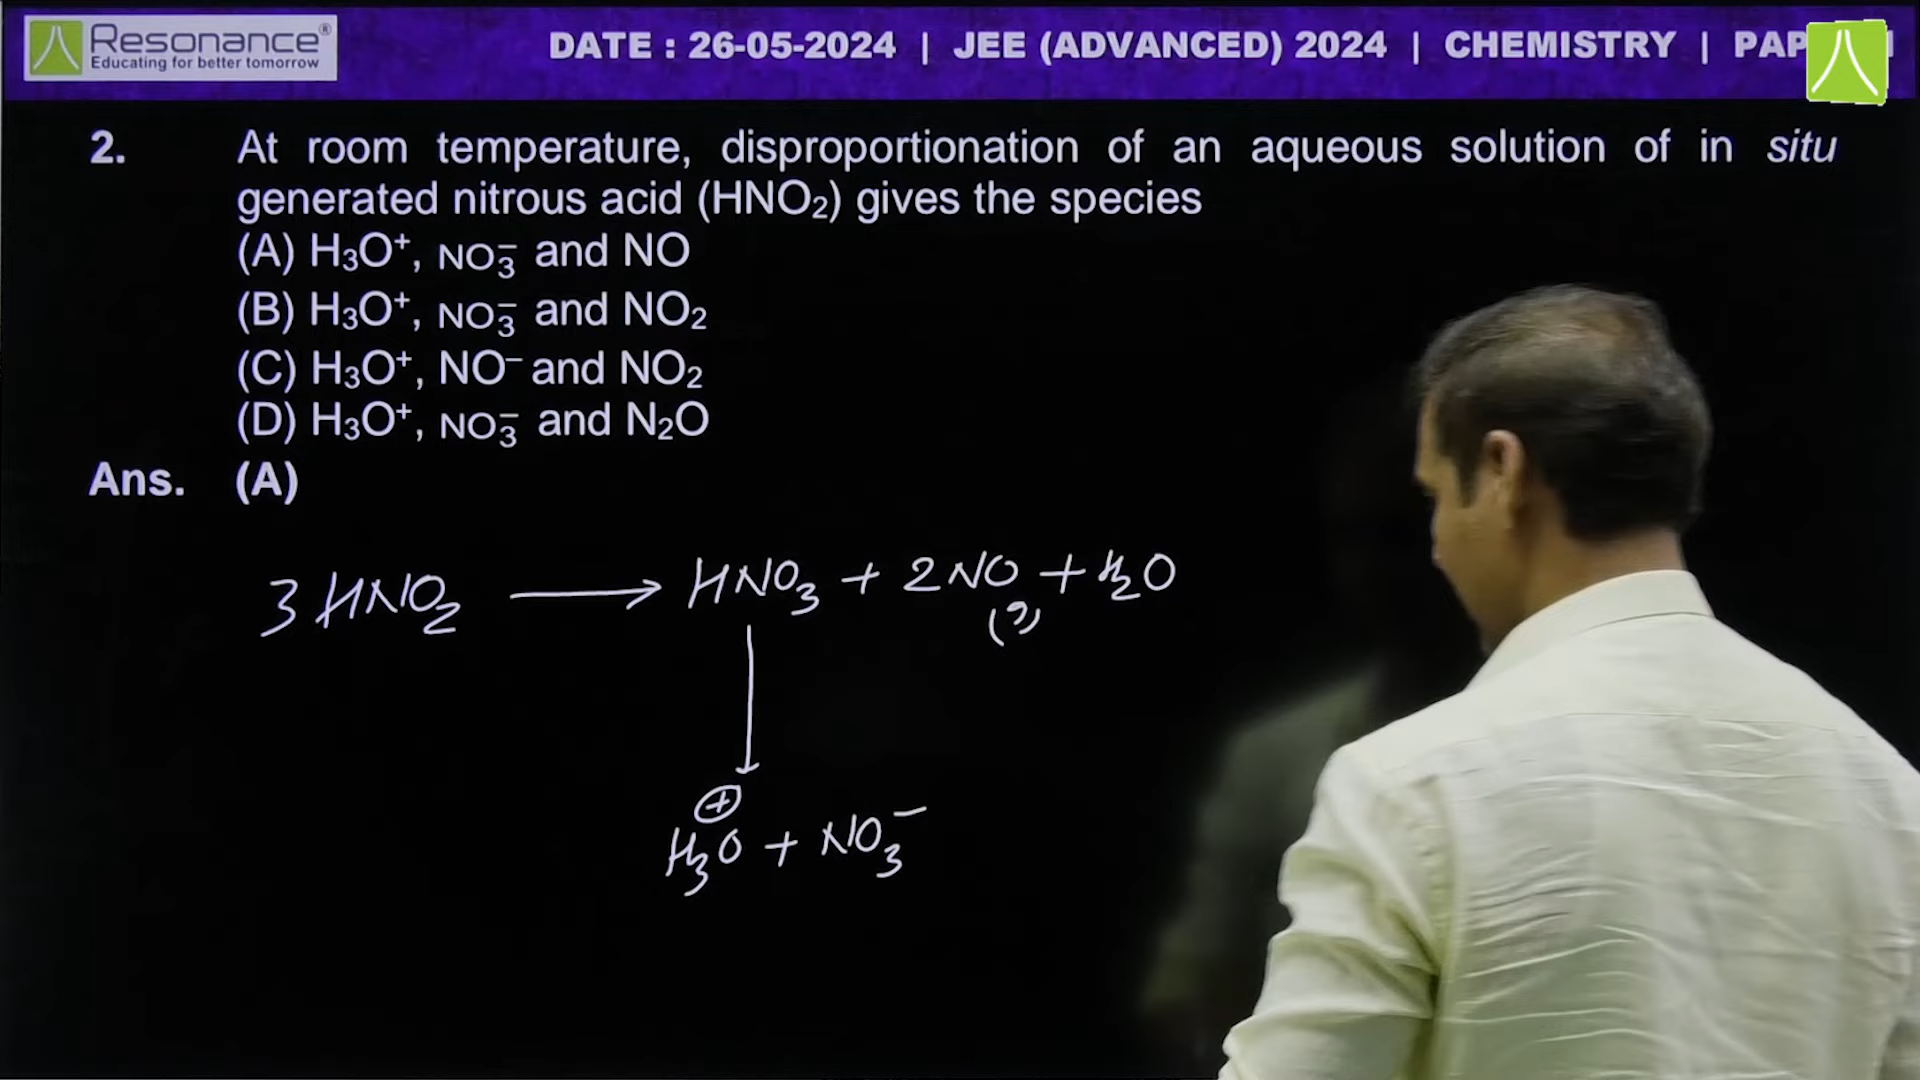 Resonance®
Educating for better tomorrow
DATE : 26-05-2024 | JEE (ADVANCED) 2024 | CHEMISTRY |
2. At room temperature, disproportionation of an aqueous solution of in situ
generated nitrous acid (HNO₂) gives the species
(A) H₃O⁺, NO₃⁻ and NO
(B) H₃O⁺, NO₃⁻ and NO₂
(C) H₃O⁺, NO⁻ and NO₂
(D) H₃O⁺, NO₃⁻ and N₂O
Ans. (A)
3HNO₂ → HNO₃ + 2NO + H₂O
(g)
⊕
H₃O + NO₃⁻